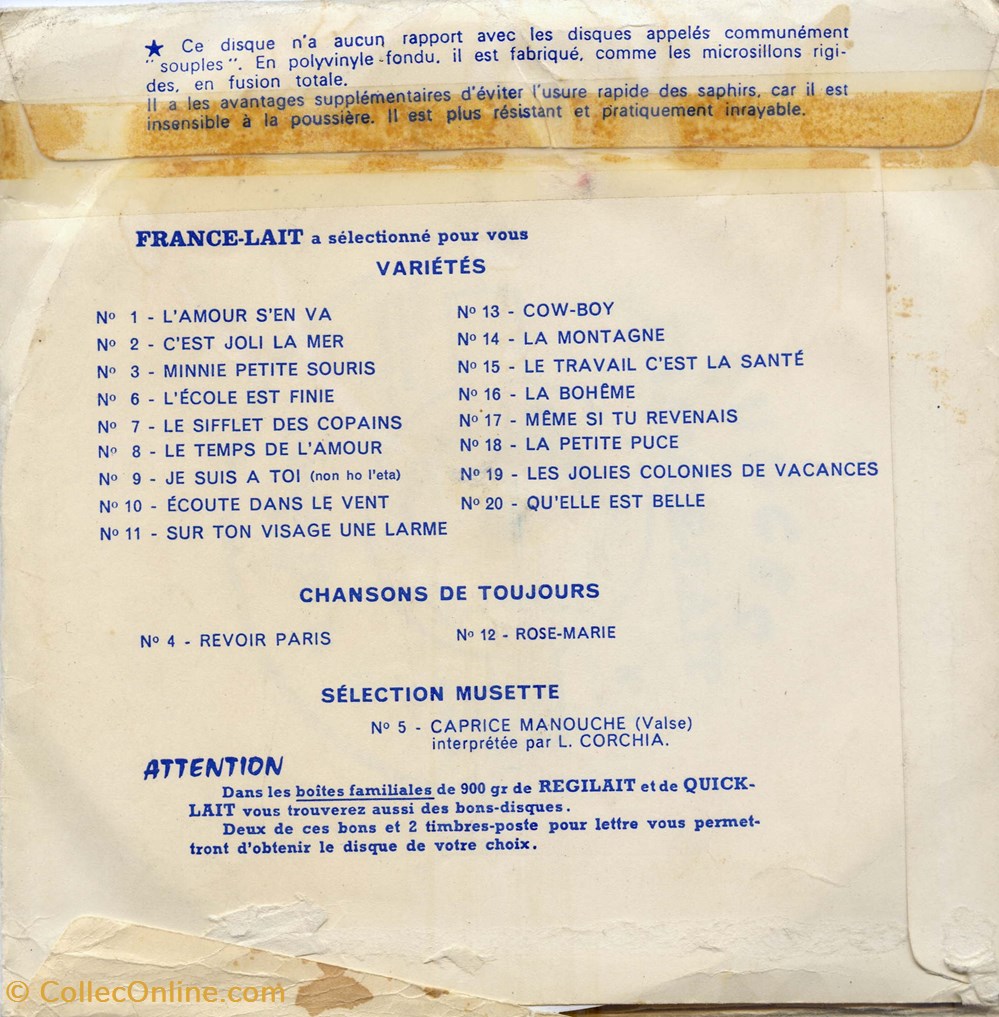 ★ Ce disque n'a aucun rapport avec les disques appelés communément
"souples". En polyvinyle fondu, il est fabriqué, comme les microsillons rigi-
des, en fusion totale.
Il a les avantages supplémentaires d'éviter l'usure rapide des saphirs, car il est
insensible à la poussière. Il est plus résistant et pratiquement inrayable.
FRANCE-LAIT a sélectionné pour vous
VARIÉTÉS
Nº 1 - L'AMOUR S'EN VA
Nº 2 - C'EST JOLI LA MER
Nº 3 - MINNIE PETITE SOURIS
Nº 6 - L'ÉCOLE EST FINIE
Nº 7 - LE SIFFLET DES COPAINS
Nº 8 - LE TEMPS DE L'AMOUR
Nº 9 - JE SUIS A TOI (non ho l'eta)
Nº 10 - ÉCOUTE DANS LE VENT
Nº 11 - SUR TON VISAGE UNE LARME
Nº 13 - COW-BOY
Nº 14 - LA MONTAGNE
Nº 15 - LE TRAVAIL C'EST LA SANTÉ
Nº 16 - LA BOHÊME
Nº 17 - MÊME SI TU REVENAIS
Nº 18 - LA PETITE PUCE
Nº 19 - LES JOLIES COLONIES DE VACANCES
Nº 20 - QU'ELLE EST BELLE
CHANSONS DE TOUJOURS
Nº 4 - REVOIR PARIS
Nº 12 - ROSE-MARIE
SÉLECTION MUSETTE
Nº 5 - CAPRICE MANOUCHE (Valse)
interprétée par L. CORCHIA.
ATTENTION
Dans les boîtes familiales de 900 gr de REGILAIT et de QUICK-
LAIT vous trouverez aussi des bons-disques.
Deux de ces bons et 2 timbres-poste pour lettre vous permet-
tront d'obtenir le disque de votre choix.
© CollecOnline.com